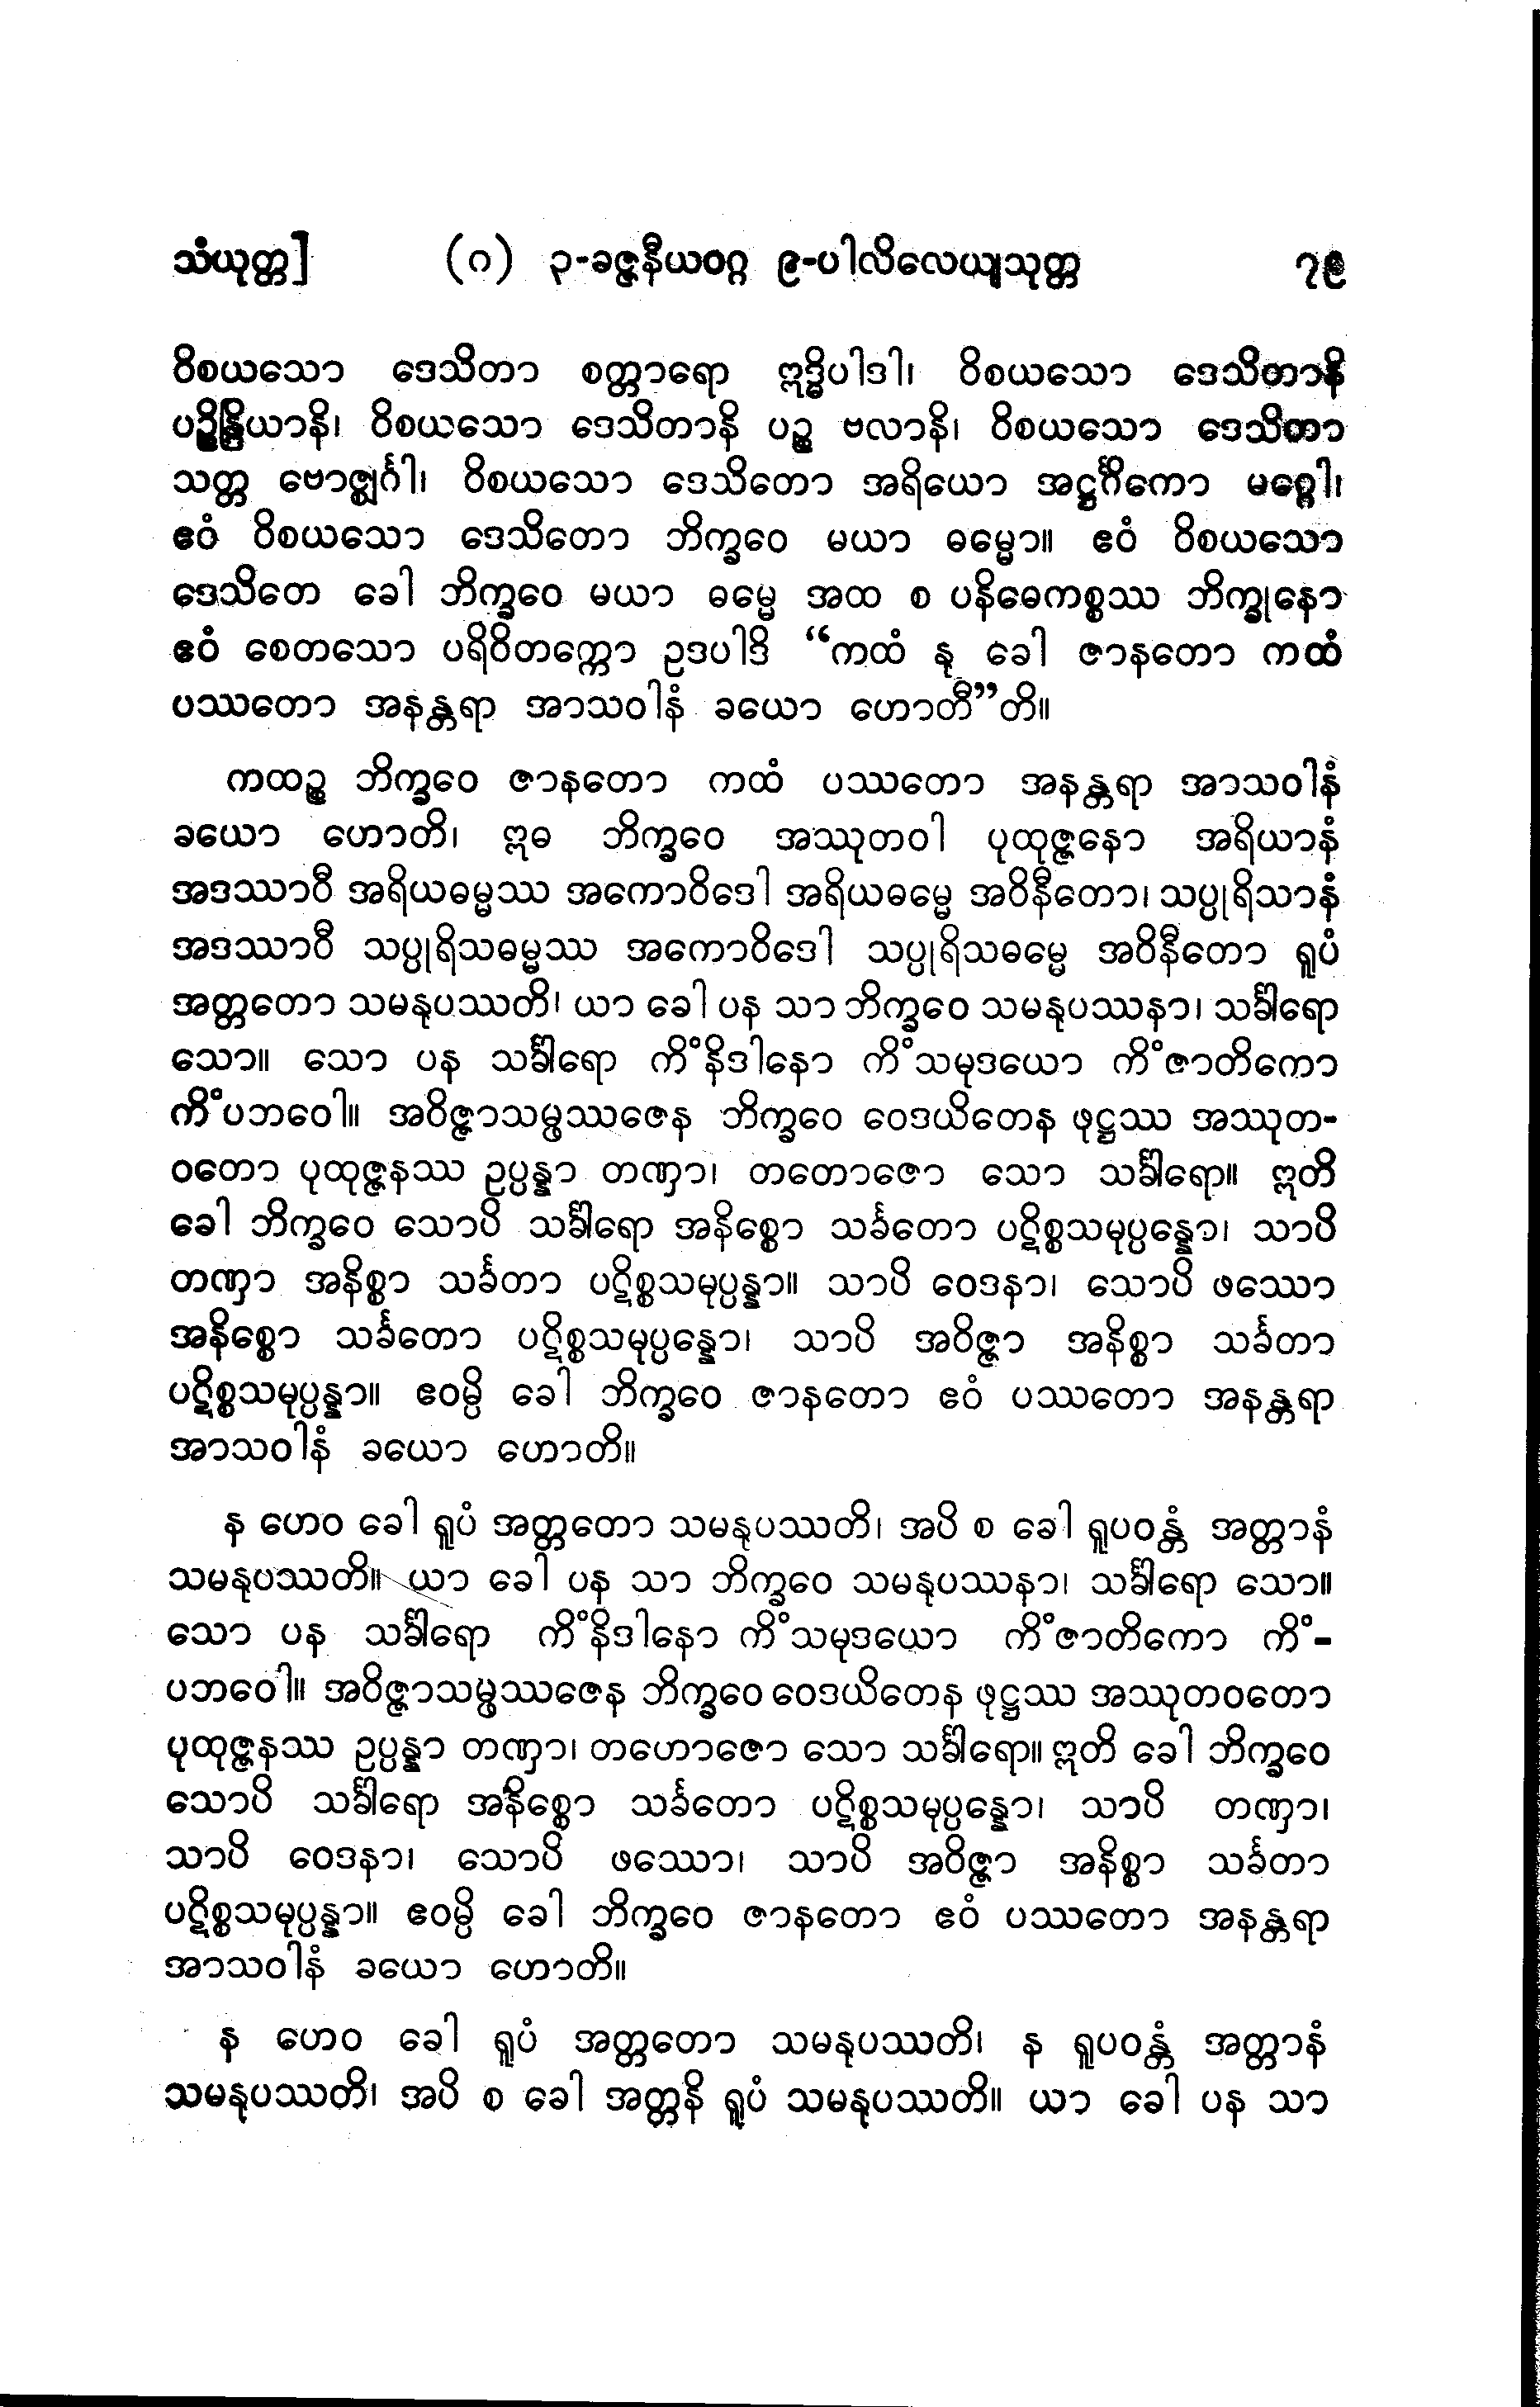 သံယုတ္တ] (ဂ) ၃-ခဇ္ဇနီယဝဂ္ဂ ၉-ပါလိလေယျသုတ္တ ၇၉
ဝိစယသော ဒေသိတာ စတ္တာရော ဣဒ္ဓိပါဒါ၊ ဝိစယသော ဒေသိတာနိ
ပဉ္စိန္ဒြိယာနိ၊ ဝိစယသော ဒေသိတာနိ ပဉ္စ ဗလာနိ၊ ဝိစယသော ဒေသိတာ
သတ္တ ဗောဇ္ဈင်္ဂါ၊ ဝိစယသော ဒေသိတော အရိယော အဋ္ဌင်္ဂိကော မဂ္ဂေါ၊
ဧဝံ ဝိစယသော ဒေသိတော ဘိက္ခဝေ မယာ ဓမ္မော။ ဧဝံ ဝိစယသော
ဒေသိတေ ခေါ ဘိက္ခဝေ မယာ ဓမ္မေ အထ စ ပနိဓေကစ္စဿ ဘိက္ခုနော
ဧဝံ စေတသော ပရိဝိတက္ကော ဥဒပါဒိ “ကထံ နု ခေါ ဇာနတော ကထံ
ပဿတော အနန္တရာ အာသဝါနံ ခယော ဟောတီ”တိ။
ကထဉ္စ ဘိက္ခဝေ ဇာနတော ကထံ ပဿတော အနန္တရာ အာသဝါနံ
ခယော ဟောတိ၊ ဣဓ ဘိက္ခဝေ အဿုတဝါ ပုထုဇ္ဇနော အရိယာနံ
အဒဿာဝီ အရိယဓမ္မဿ အကောဝိဒေါ အရိယဓမ္မေ အဝိနီတော၊ သပ္ပုရိသာနံ
အဒဿာဝီ သပ္ပုရိသဓမ္မဿ အကောဝိဒေါ သပ္ပုရိသဓမ္မေ အဝိနီတော ရူပံ
အတ္တတော သမနုပဿတိ၊ ယာ ခေါ ပန သာ ဘိက္ခဝေ သမနုပဿနာ၊ သင်္ခါရော
သော။ သော ပန သင်္ခါရော ကိံနိဒါနော ကိံသမုဒယော ကိံဇာတိကော
ကိံပဘဝေါ။ အဝိဇ္ဇာသမ္ဖဿဇေန ဘိက္ခဝေ ဝေဒယိတေန ဖုဋ္ဌဿ အဿုတ-
ဝတော ပုထုဇ္ဇနဿ ဥပ္ပန္နာ တဏှာ၊ တတောဇော သော သင်္ခါရော။ ဣတိ
ခေါ ဘိက္ခဝေ သောပိ သင်္ခါရော အနိစ္စော သင်္ခတော ပဋိစ္စသမုပ္ပန္နော၊ သာပိ
တဏှာ အနိစ္စာ သင်္ခတာ ပဋိစ္စသမုပ္ပန္နာ။ သာပိ ဝေဒနာ၊ သောပိ ဖဿော
အနိစ္စော သင်္ခတော ပဋိစ္စသမုပ္ပန္နော၊ သာပိ အဝိဇ္ဇာ အနိစ္စာ သင်္ခတာ
ပဋိစ္စသမုပ္ပန္နာ။ ဧဝမ္ပိ ခေါ ဘိက္ခဝေ ဇာနတော ဧဝံ ပဿတော အနန္တရာ
အာသဝါနံ ခယော ဟောတိ။
န ဟေဝ ခေါ ရူပံ အတ္တတော သမနုပဿတိ၊ အပိ စ ခေါ ရူပဝန္တံ အတ္တာနံ
သမနုပဿတိ။ ယာ ခေါ ပန သာ ဘိက္ခဝေ သမနုပဿနာ၊ သင်္ခါရော သော။
သော ပန သင်္ခါရော ကိံနိဒါနော ကိံသမုဒယော ကိံဇာတိကော ကိံ-
ပဘဝေါ။ အဝိဇ္ဇာသမ္ဖဿဇေန ဘိက္ခဝေ ဝေဒယိတေန ဖုဋ္ဌဿ အဿုတဝတော
ပုထုဇ္ဇနဿ ဥပ္ပန္နာ တဏှာ၊ တဟောဇော သော သင်္ခါရော။ ဣတိ ခေါ ဘိက္ခဝေ
သောပိ သင်္ခါရော အနိစ္စော သင်္ခတော ပဋိစ္စသမုပ္ပန္နော၊ သာပိ တဏှာ၊
သာပိ ဝေဒနာ၊ သောပိ ဖဿော၊ သာပိ အဝိဇ္ဇာ အနိစ္စာ သင်္ခတာ
ပဋိစ္စသမုပ္ပန္နာ။ ဧဝမ္ပိ ခေါ ဘိက္ခဝေ ဇာနတော ဧဝံ ပဿတော အနန္တရာ
အာသဝါနံ ခယော ဟောတိ။
န ဟေဝ ခေါ ရူပံ အတ္တတော သမနုပဿတိ၊ န ရူပဝန္တံ အတ္တာနံ
သမနုပဿတိ၊ အပိ စ ခေါ အတ္တနိ ရူပံ သမနုပဿတိ။ ယာ ခေါ ပန သာ